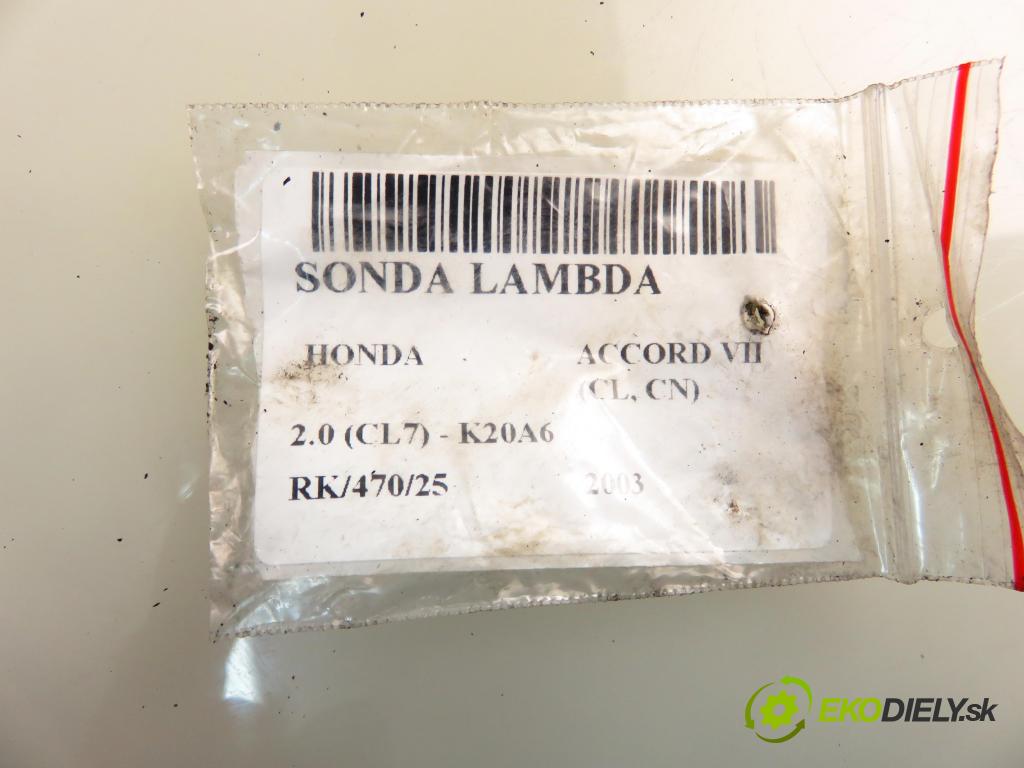 SONDA LAMBDA
HONDA ACCORD VII
(CL, CN)
2.0 (CL7) - K20A6
RK/470/25 2003
EKODIELY.sk